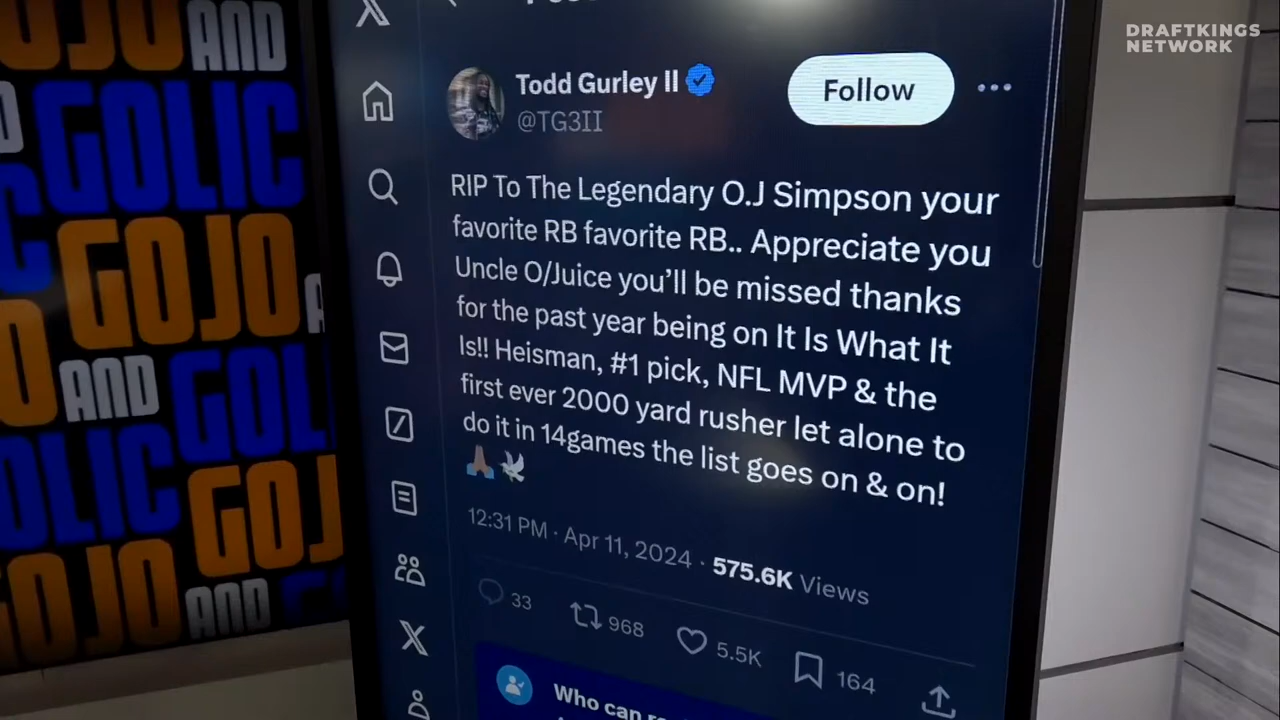 DRAFTKINGS
NETWORK
GOJO AND
GOLIC
GOJO
AND GOLIC
GOJO
AND
Todd Gurley II
@TG3II
Follow
RIP To The Legendary O.J Simpson your
favorite RB favorite RB.. Appreciate you
Uncle O/Juice you’ll be missed thanks
for the past year being on It Is What It
Is!! Heisman, #1 pick, NFL MVP & the
first ever 2000 yard rusher let alone to
do it in 14games the list goes on & on!
🙏🏽🕊
12:31 PM · Apr 11, 2024 · 575.6K Views
33 968 5.5K 164
Who can